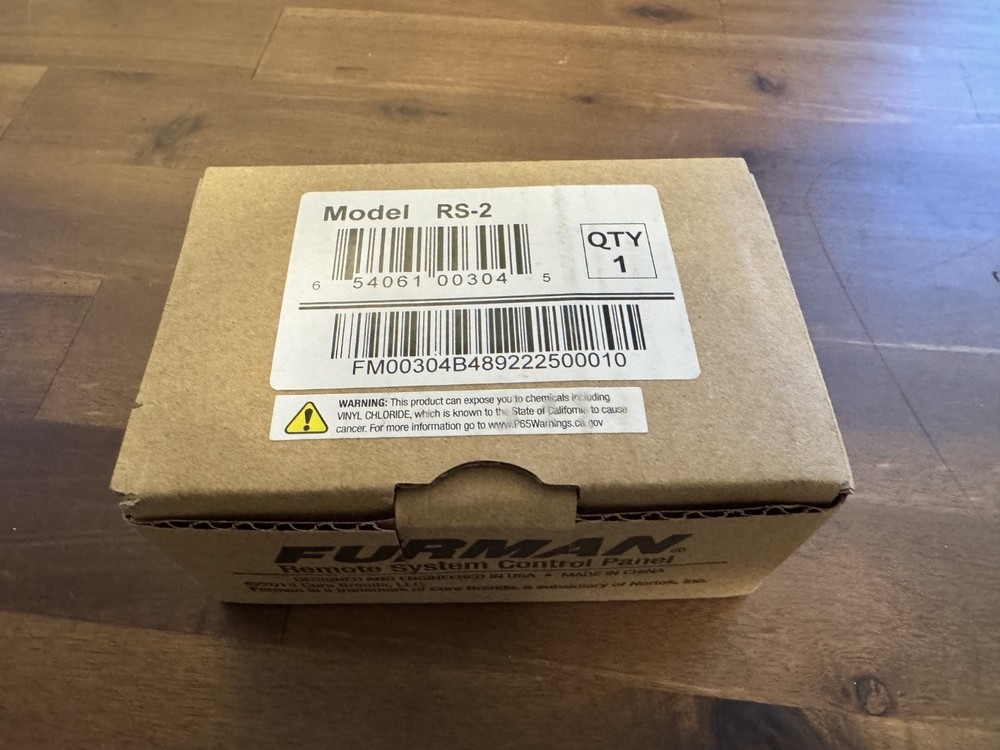 Model RS-2
QTY
1
6 54061 00304 5
FM00304B489222500010
WARNING: This product can expose you to chemicals including
VINYL CHLORIDE, which is known to the State of California to cause
cancer. For more information go to www.P65Warnings.ca.gov
FURMAN®
Remote System Control Panel
DESIGNED AND ENGINEERED IN USA • MADE IN CHINA
Core Brands, LLC.
Furman is a trademark of Core Brands, a subsidiary of Nortek, Inc.